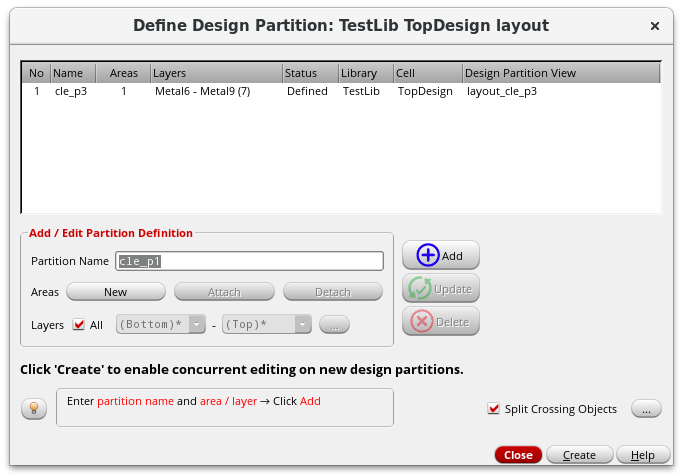 Define Design Partition: TestLib TopDesign layout
No Name Areas Layers Status Library Cell Design Partition View
1 cle_p3 1 Metal6 - Metal9 (7) Defined TestLib TopDesign layout_cle_p3
Add / Edit Partition Definition
Partition Name cle_p1
Add
Areas New Attach Detach
Update
Layers All (Bottom)* - (Top)* ...
Delete
Click 'Create' to enable concurrent editing on new design partitions.
Enter partition name and area / layer → Click Add
Split Crossing Objects ...
Close Create Help